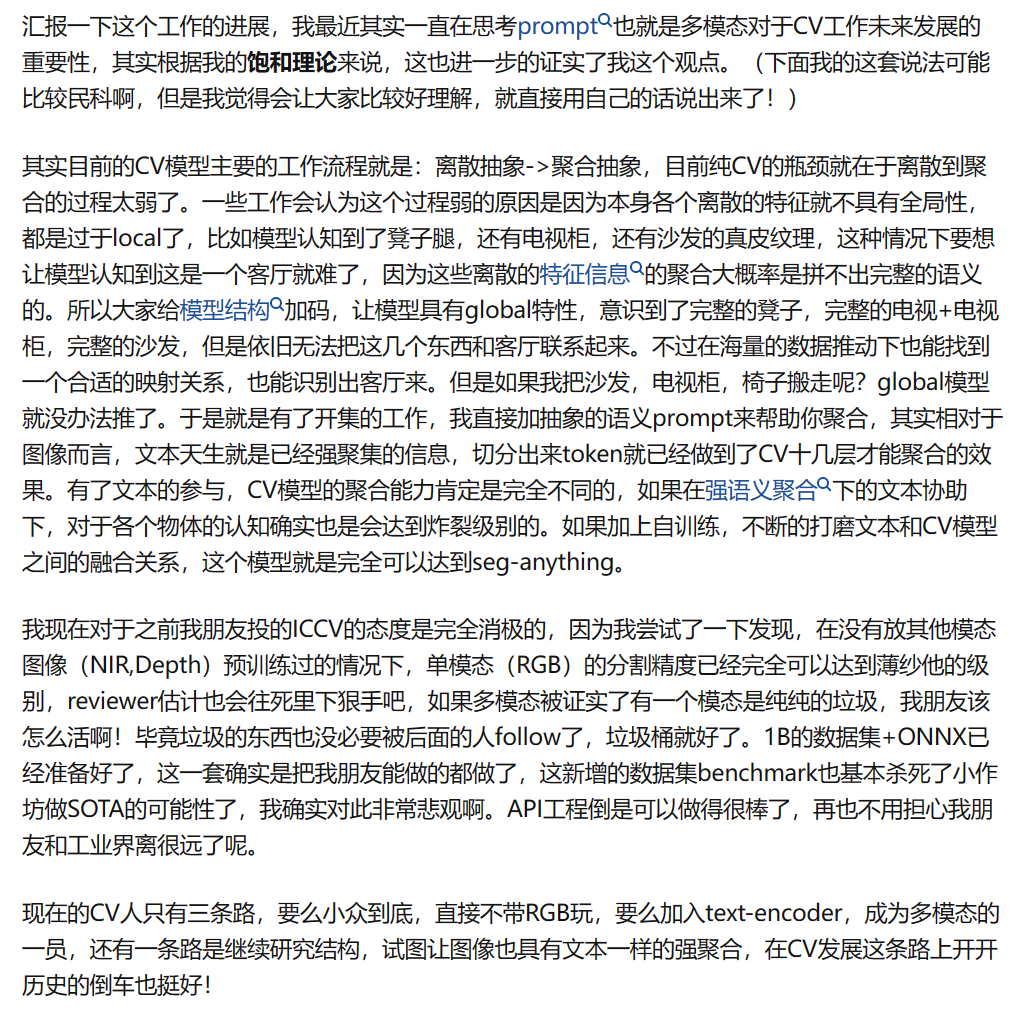 汇报一下这个工作的进展，我最近其实一直在思考prompt也就是多模态对于CV工作未来发展的
重要性，其实根据我的饱和理论来说，这也进一步的证实了我这个观点。（下面我的这套说法可能
比较民科啊，但是我觉得会让大家比较好理解，就直接用自己的话说出来了！）
其实目前的CV模型主要的工作流程就是：离散抽象->聚合抽象，目前纯CV的瓶颈就在于离散到聚
合的过程太弱了。一些工作会认为这个过程弱的原因是因为本身各个离散的特征就不具有全局性，
都是过于local了，比如模型认知到了凳子腿，还有电视柜，还有沙发的真皮纹理，这种情况下要想
让模型认知到这是一个客厅就难了，因为这些离散的特征信息的聚合大概率是拼不出完整的语义
的。所以大家给模型结构加码，让模型具有global特性，意识到了完整的凳子，完整的电视+电视
柜，完整的沙发，但是依旧无法把这几个东西和客厅联系起来。不过在海量的数据推动下也能找到
一个合适的映射关系，也能识别出客厅来。但是如果我把沙发，电视柜，椅子搬走呢？global模型
就没办法推了。于是就是有了开集的工作，我直接加抽象的语义prompt来帮助你聚合，其实相对于
图像而言，文本天生就是已经强聚集的信息，切分出来token就已经做到了CV十几层才能聚合的效
果。有了文本的参与，CV模型的聚合能力肯定是完全不同的，如果在强语义聚合下的文本协助
下，对于各个物体的认知确实也是会达到炸裂级别的。如果加上自训练，不断的打磨文本和CV模型
之间的融合关系，这个模型就是完全可以达到seg-anything。
我现在对于之前我朋友投的ICCV的态度是完全消极的，因为我尝试了一下发现，在没有放其他模态
图像（NIR,Depth）预训练过的情况下，单模态（RGB）的分割精度已经完全可以达到薄纱他的级
别，reviewer估计也会往死里下狠手吧，如果多模态被证实了有一个模态是纯纯的垃圾，我朋友该
怎么活啊！毕竟垃圾的东西也没必要被后面的人follow了，垃圾桶就好了。1B的数据集+ONNX已
经准备好了，这一套确实是把我朋友能做的都做了，这新增的数据集benchmark也基本杀死了小作
坊做SOTA的可能性了，我确实对此非常悲观啊。API工程倒是可以做得很棒了，再也不用担心我朋
友和工业界离很远了呢。
现在的CV人只有三条路，要么小众到底，直接不带RGB玩，要么加入text-encoder，成为多模态的
一员，还有一条路是继续研究结构，试图让图像也具有文本一样的强聚合，在CV发展这条路上开开
历史的倒车也挺好！